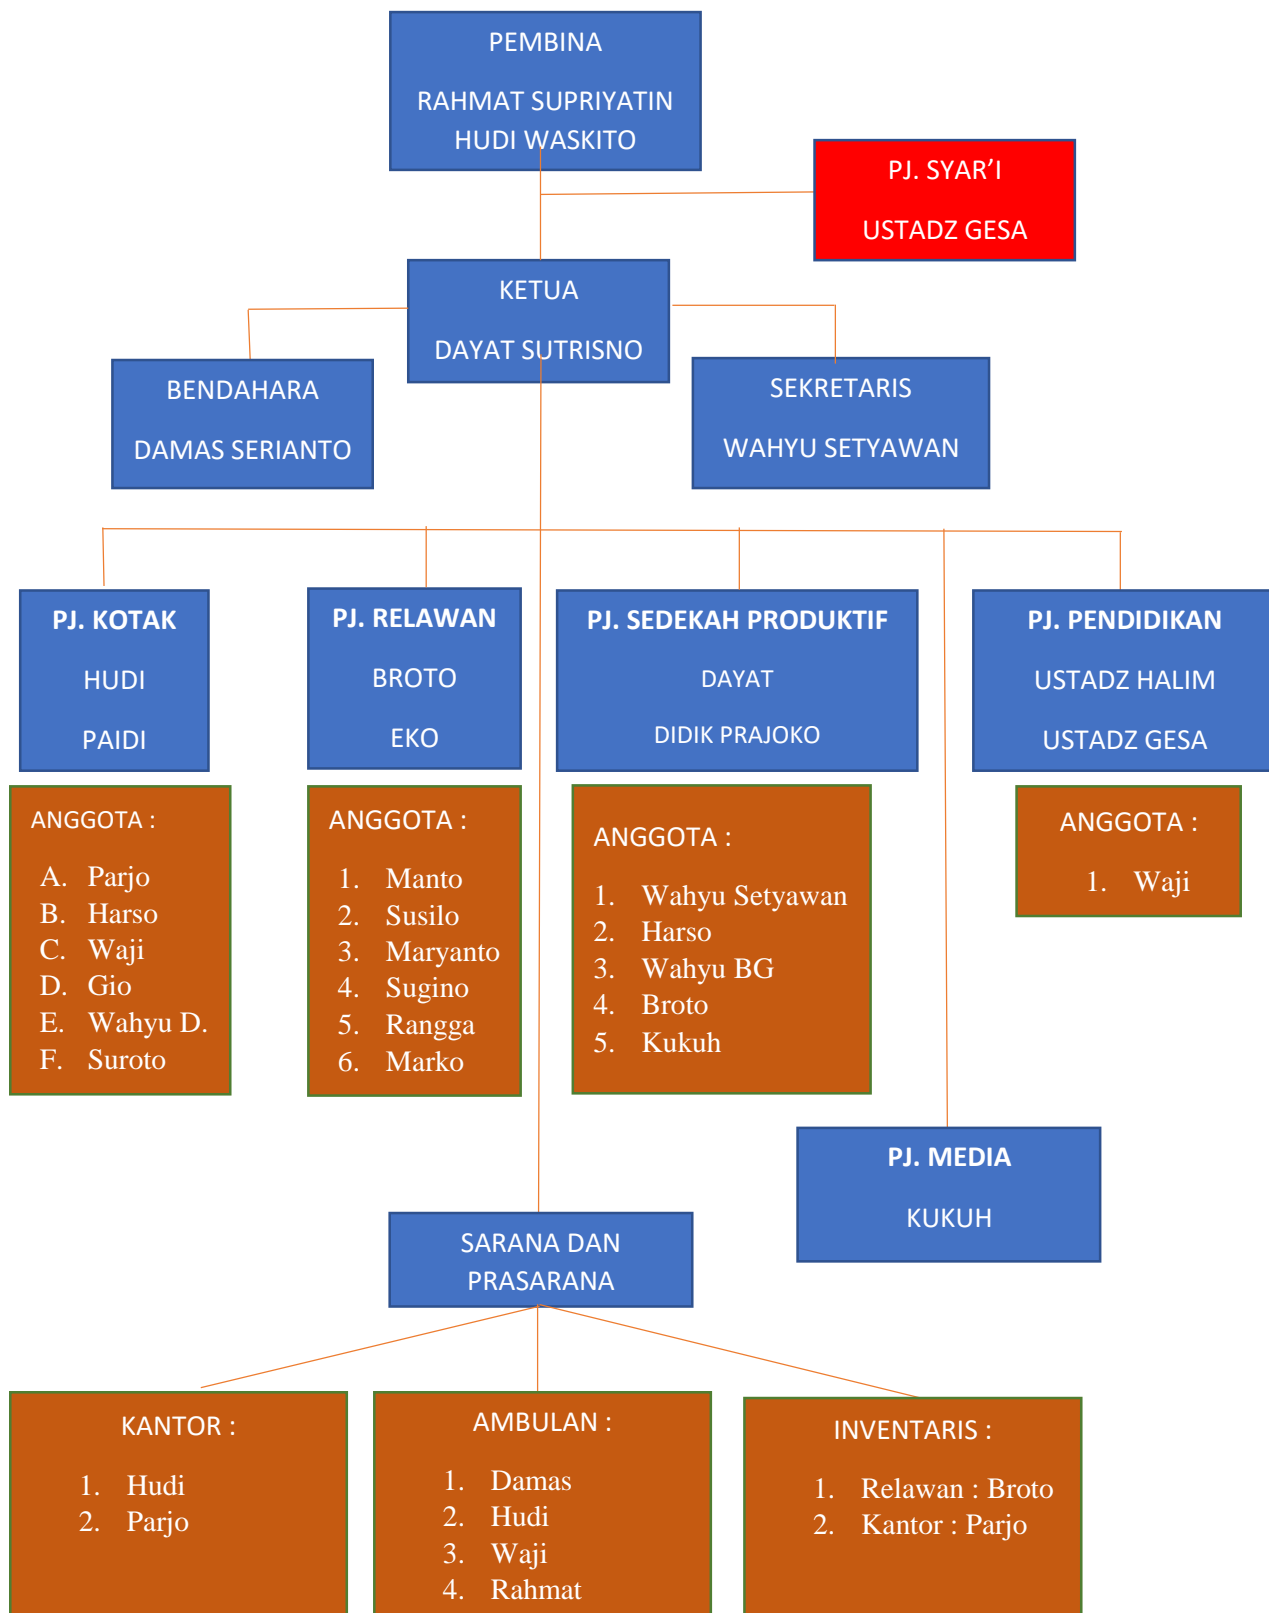 PEMBINA
RAHMAT SUPRIYATIN
HUDI WASKITO
PJ. SYAR’I
USTADZ GESA
KETUA
DAYAT SUTRISNO
BENDAHARA
DAMAS SERIANTO
SEKRETARIS
WAHYU SETYAWAN
PJ. KOTAK
HUDI
PAIDI
PJ. RELAWAN
BROTO
EKO
PJ. SEDEKAH PRODUKTIF
DAYAT
DIDIK PRAJOKO
PJ. PENDIDIKAN
USTADZ HALIM
USTADZ GESA
ANGGOTA :
A. Parjo
B. Harso
C. Waji
D. Gio
E. Wahyu D.
F. Suroto
ANGGOTA :
1. Manto
2. Susilo
3. Maryanto
4. Sugino
5. Rangga
6. Marko
ANGGOTA :
1. Wahyu Setyawan
2. Harso
3. Wahyu BG
4. Broto
5. Kukuh
ANGGOTA :
1. Waji
PJ. MEDIA
KUKUH
SARANA DAN
PRASARANA
KANTOR :
1. Hudi
2. Parjo
AMBULAN :
1. Damas
2. Hudi
3. Waji
4. Rahmat
INVENTARIS :
1. Relawan : Broto
2. Kantor : Parjo